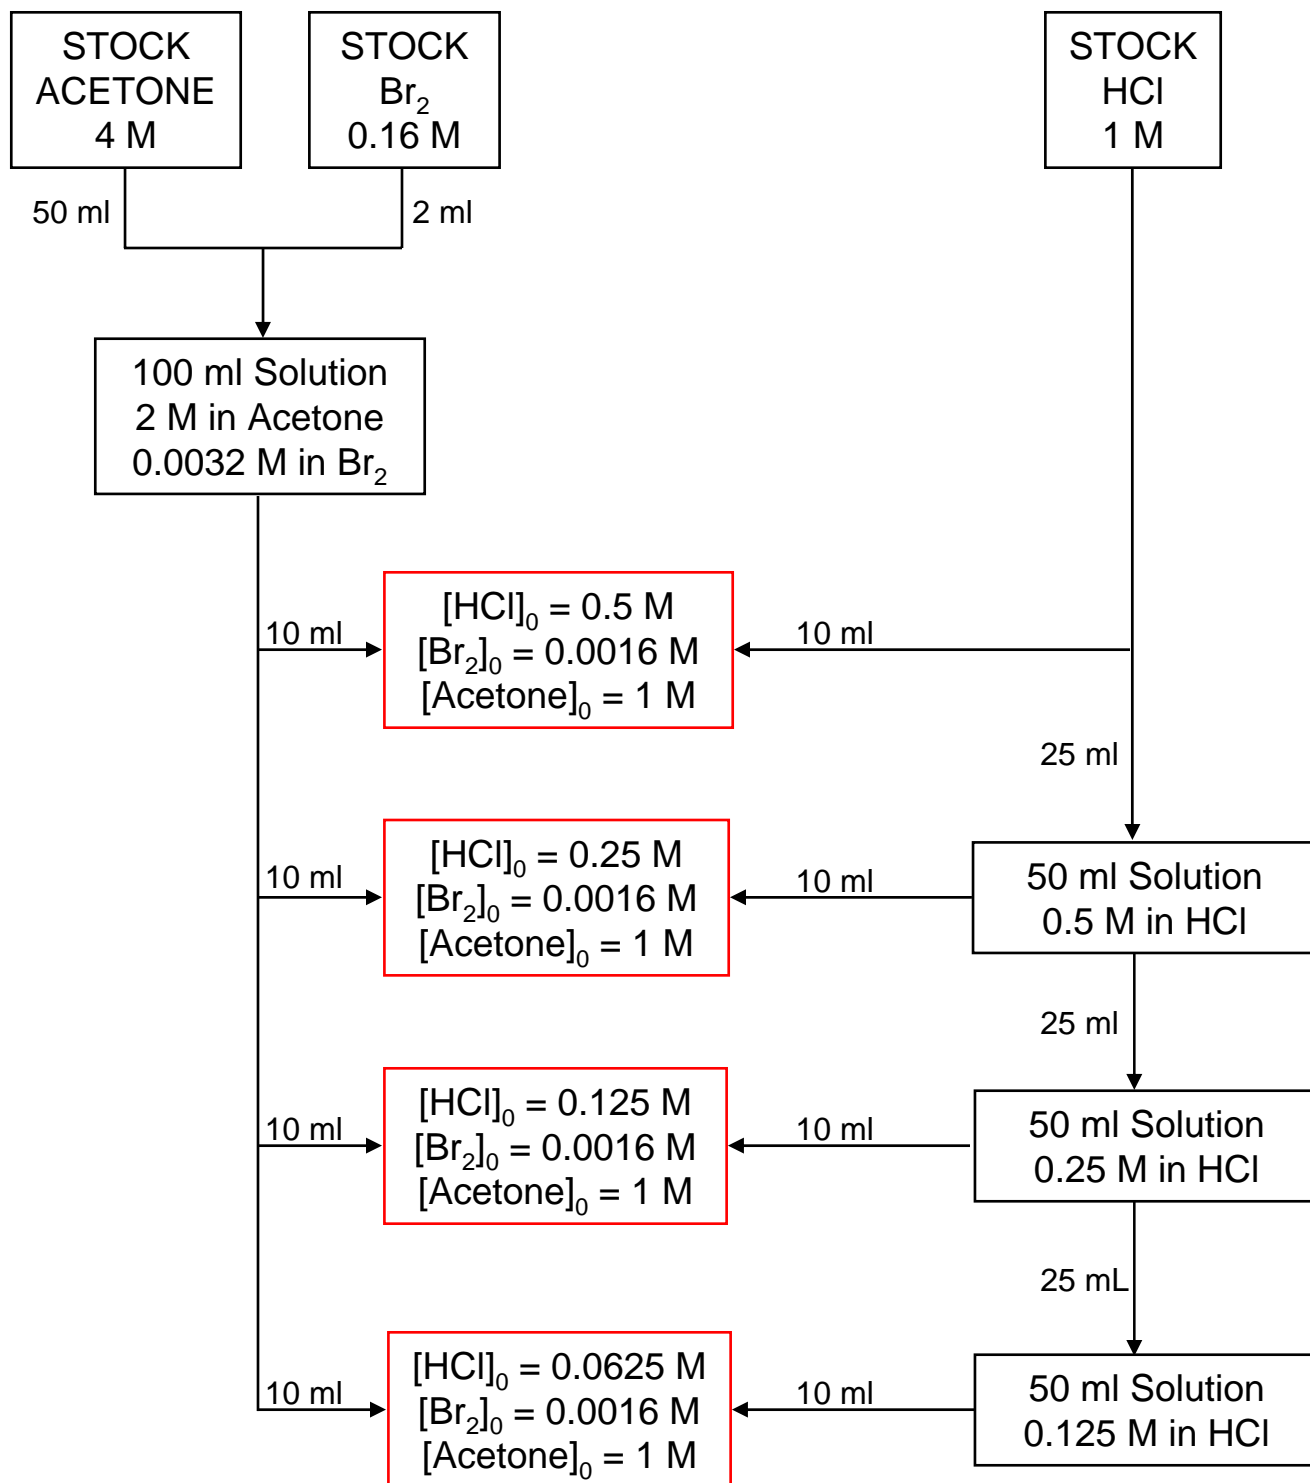 STOCK
ACETONE
4 M
STOCK
Br₂
0.16 M
STOCK
HCl
1 M
50 ml
2 ml
100 ml Solution
2 M in Acetone
0.0032 M in Br₂
[HCl]₀ = 0.5 M
[Br₂]₀ = 0.0016 M
[Acetone]₀ = 1 M
10 ml
10 ml
25 ml
[HCl]₀ = 0.25 M
[Br₂]₀ = 0.0016 M
[Acetone]₀ = 1 M
10 ml
10 ml
50 ml Solution
0.5 M in HCl
25 ml
[HCl]₀ = 0.125 M
[Br₂]₀ = 0.0016 M
[Acetone]₀ = 1 M
10 ml
10 ml
50 ml Solution
0.25 M in HCl
25 mL
[HCl]₀ = 0.0625 M
[Br₂]₀ = 0.0016 M
[Acetone]₀ = 1 M
10 ml
10 ml
50 ml Solution
0.125 M in HCl